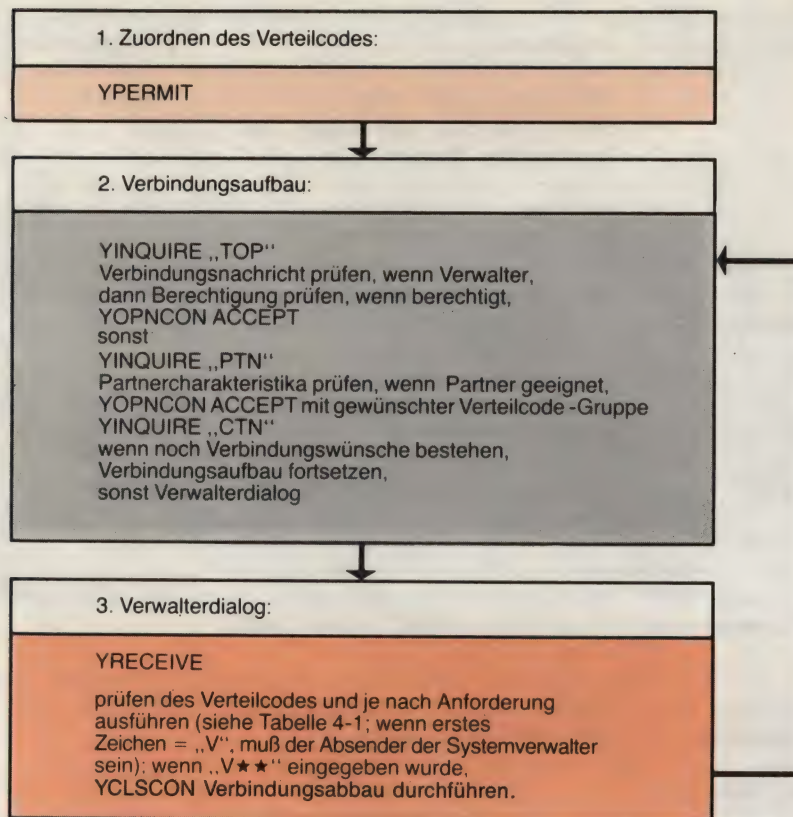 1. Zuordnen des Verteilcodes:
YPERMIT
2. Verbindungsaufbau:
YINQUIRE „TOP“
Verbindungsnachricht prüfen, wenn Verwalter,
dann Berechtigung prüfen, wenn berechtigt,
YOPNCON ACCEPT
sonst
YINQUIRE „PTN“
Partnercharakteristika prüfen, wenn Partner geeignet,
YOPNCON ACCEPT mit gewünschter Verteilcode-Gruppe
YINQUIRE „CTN“
wenn noch Verbindungswünsche bestehen,
Verbindungsaufbau fortsetzen,
sonst Verwalterdialog
3. Verwalterdialog:
YRECEIVE
prüfen des Verteilcodes und je nach Anforderung
ausführen (siehe Tabelle 4-1; wenn erstes
Zeichen = „V“, muß der Absender der Systemverwalter
sein); wenn „V★★“ eingegeben wurde,
YCLSCON Verbindungsabbau durchführen.